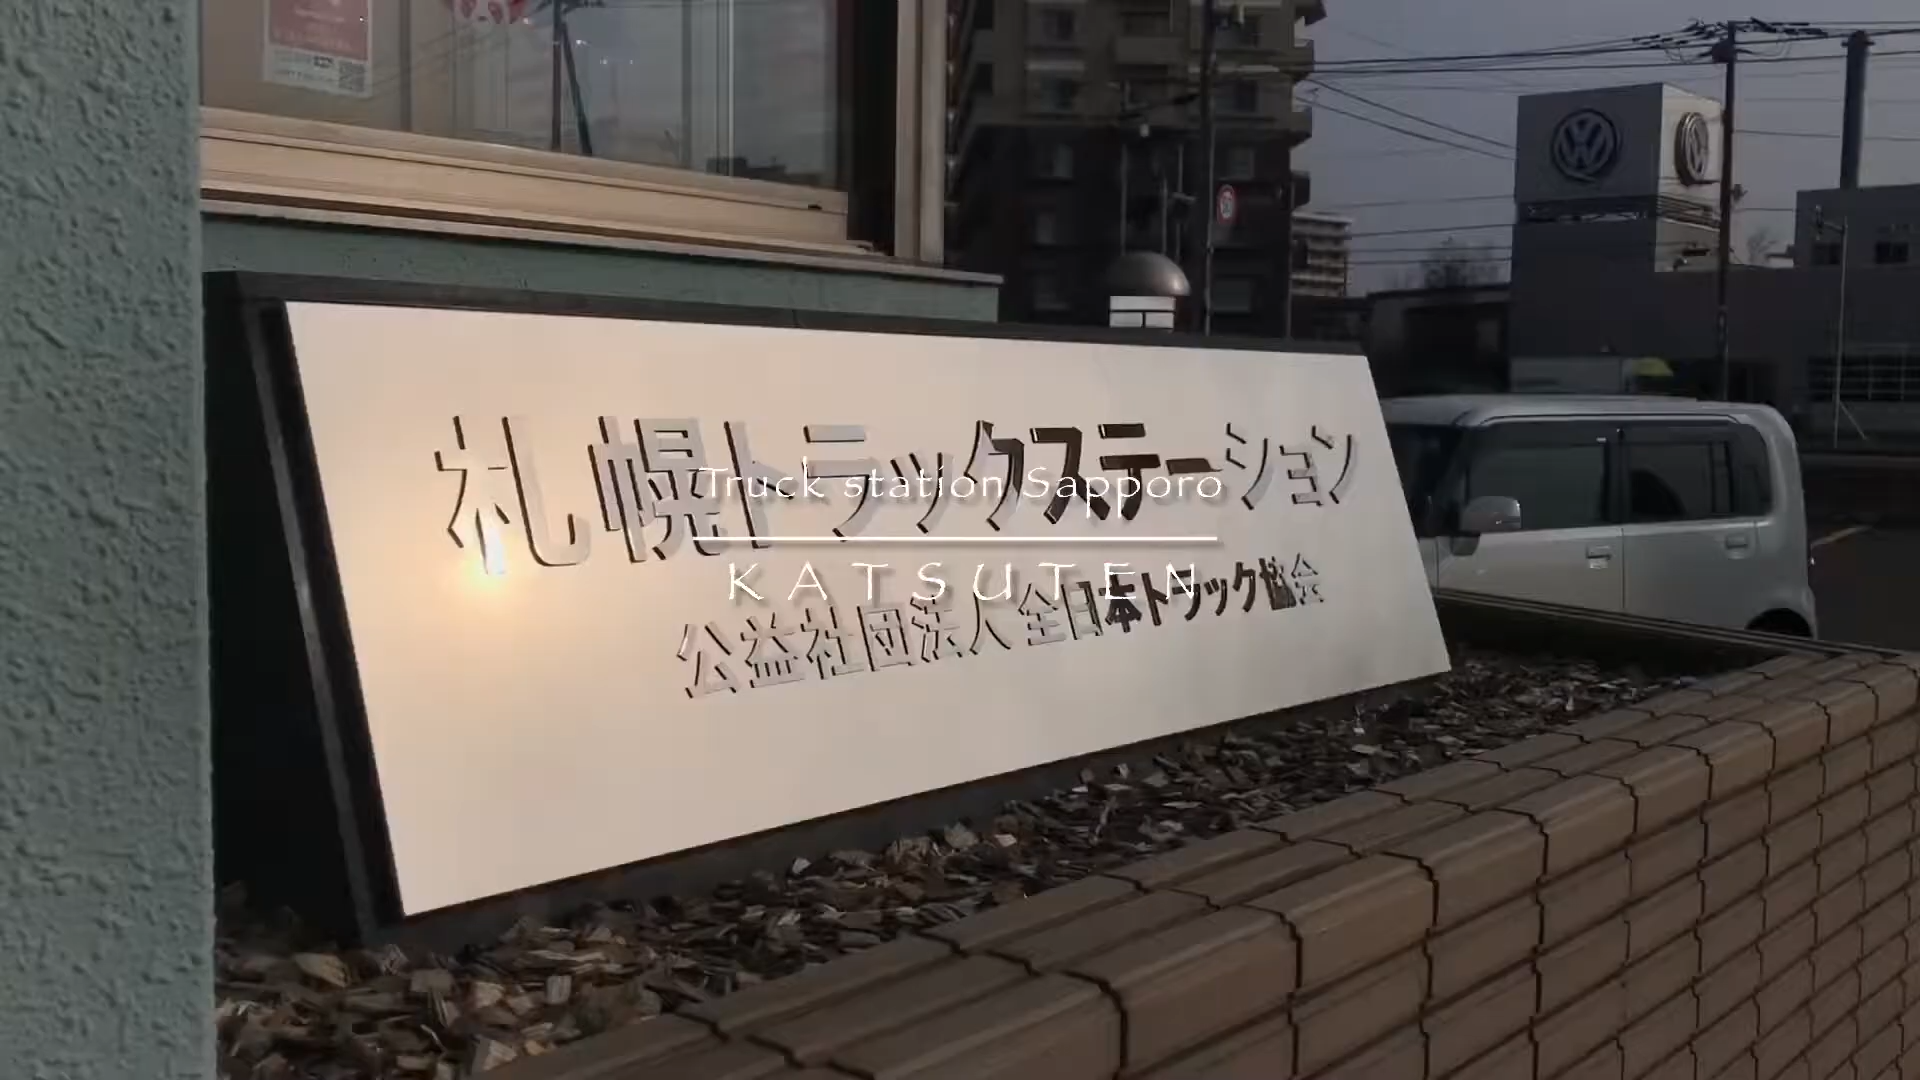 札幌トラックステーション
Truck station Sapporo
KATSUTEN
公益社団法人 全日本トラック協会